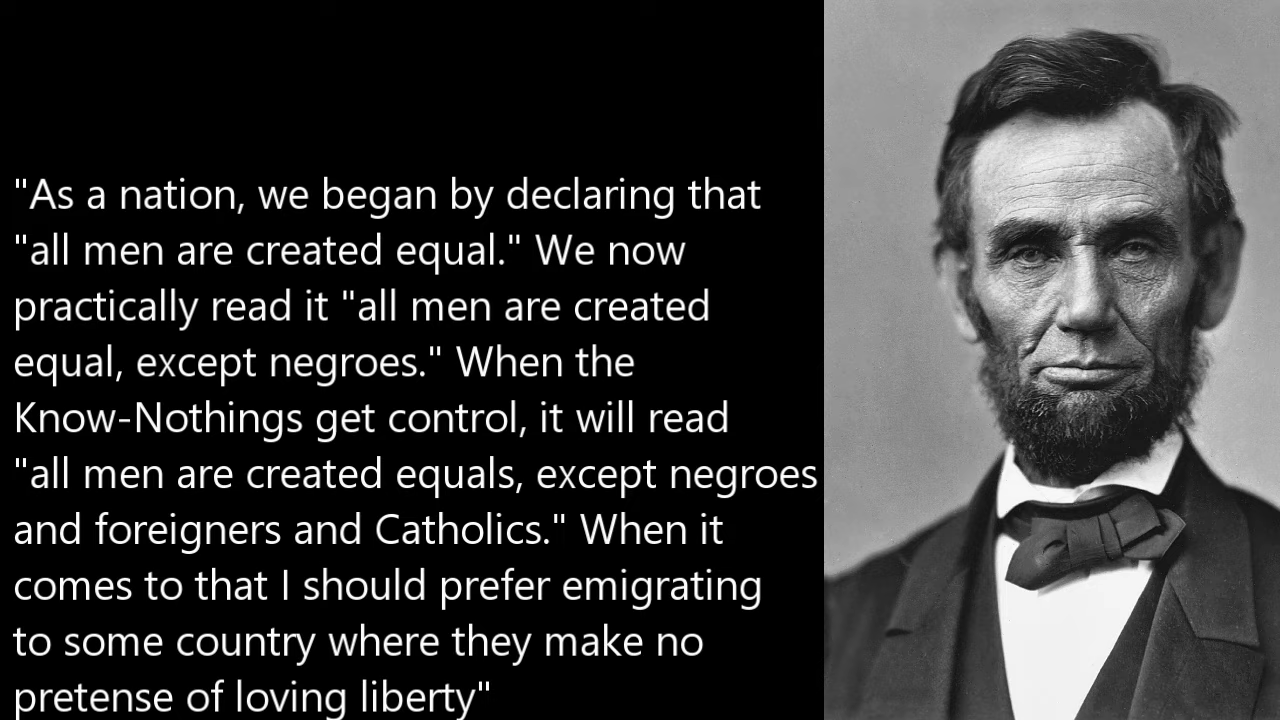 "As a nation, we began by declaring that
"all men are created equal." We now
practically read it "all men are created
equal, except negroes." When the
Know-Nothings get control, it will read
"all men are created equals, except negroes
and foreigners and Catholics." When it
comes to that I should prefer emigrating
to some country where they make no
pretense of loving liberty"